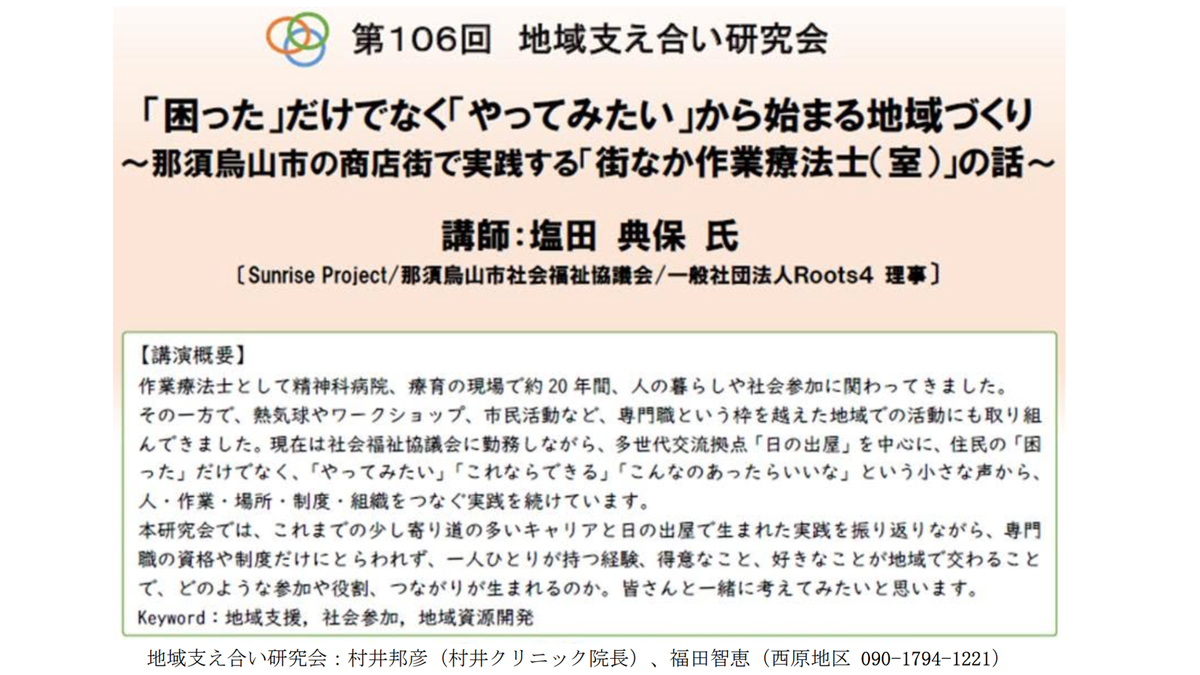 第106回 地域支え合い研究会
「困った」だけでなく「やってみたい」から始まる地域づくり
～那須烏山市の商店街で実践する「街なか作業療法士(室)」の話～
講師:塩田 典保 氏
〔Sunrise Project/那須烏山市社会福祉協議会/一般社団法人Roots4 理事〕
【講演概要】
作業療法士として精神科病院、療育の現場で約20年間、人の暮らしや社会参加に関わってきました。
その一方で、熱気球やワークショップ、市民活動など、専門職という枠を越えた地域での活動にも取り組
んできました。現在は社会福祉協議会に勤務しながら、多世代交流拠点「日の出屋」を中心に、住民の「困
った」だけでなく、「やってみたい」「これならできる」「こんなのあったらいいな」という小さな声から、
人・作業・場所・制度・組織をつなぐ実践を続けています。
本研究会では、これまでの少し寄り道の多いキャリアと日の出屋で生まれた実践を振り返りながら、専門
職の資格や制度だけにとらわれず、一人ひとりが持つ経験、得意なこと、好きなことが地域で交わること
で、どのような参加や役割、つながりが生まれるのか。皆さんと一緒に考えてみたいと思います。
Keyword:地域支援, 社会参加, 地域資源開発
地域支え合い研究会:村井邦彦(村井クリニック院長)、福田智恵(西原地区 090-1794-1221)